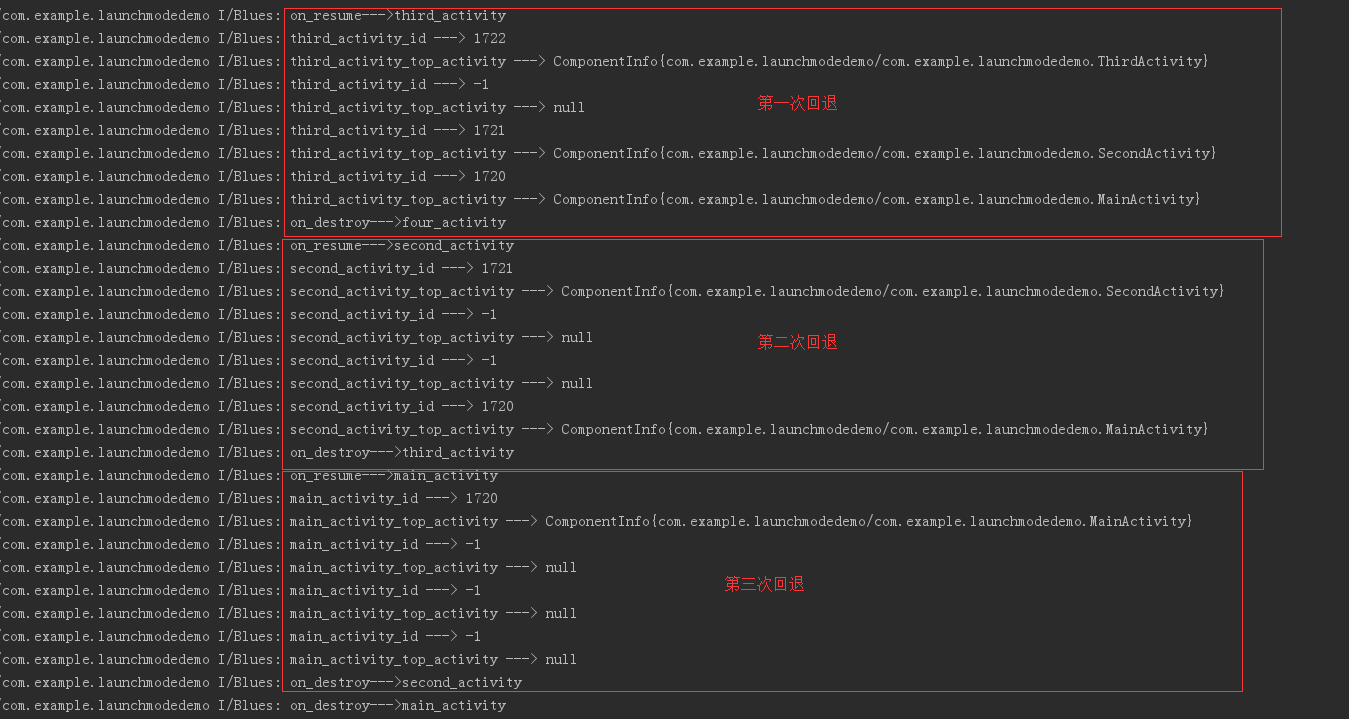 /com.example.launchmodedemo I/Blues: on_resume--->third_activity
/com.example.launchmodedemo I/Blues: third_activity_id ---> 1722
/com.example.launchmodedemo I/Blues: third_activity_top_activity ---> ComponentInfo{com.example.launchmodedemo/com.example.launchmodedemo.ThirdActivity}
/com.example.launchmodedemo I/Blues: third_activity_id ---> -1
/com.example.launchmodedemo I/Blues: third_activity_top_activity ---> null
第一次回退
/com.example.launchmodedemo I/Blues: third_activity_id ---> 1721
/com.example.launchmodedemo I/Blues: third_activity_top_activity ---> ComponentInfo{com.example.launchmodedemo/com.example.launchmodedemo.SecondActivity}
/com.example.launchmodedemo I/Blues: third_activity_id ---> 1720
/com.example.launchmodedemo I/Blues: third_activity_top_activity ---> ComponentInfo{com.example.launchmodedemo/com.example.launchmodedemo.MainActivity}
/com.example.launchmodedemo I/Blues: on_destroy--->four_activity
/com.example.launchmodedemo I/Blues: on_resume--->second_activity
/com.example.launchmodedemo I/Blues: second_activity_id ---> 1721
/com.example.launchmodedemo I/Blues: second_activity_top_activity ---> ComponentInfo{com.example.launchmodedemo/com.example.launchmodedemo.SecondActivity}
/com.example.launchmodedemo I/Blues: second_activity_id ---> -1
/com.example.launchmodedemo I/Blues: second_activity_top_activity ---> null
第二次回退
/com.example.launchmodedemo I/Blues: second_activity_id ---> -1
/com.example.launchmodedemo I/Blues: second_activity_top_activity ---> null
/com.example.launchmodedemo I/Blues: second_activity_id ---> 1720
/com.example.launchmodedemo I/Blues: second_activity_top_activity ---> ComponentInfo{com.example.launchmodedemo/com.example.launchmodedemo.MainActivity}
/com.example.launchmodedemo I/Blues: on_destroy--->third_activity
/com.example.launchmodedemo I/Blues: on_resume--->main_activity
/com.example.launchmodedemo I/Blues: main_activity_id ---> 1720
/com.example.launchmodedemo I/Blues: main_activity_top_activity ---> ComponentInfo{com.example.launchmodedemo/com.example.launchmodedemo.MainActivity}
/com.example.launchmodedemo I/Blues: main_activity_id ---> -1
/com.example.launchmodedemo I/Blues: main_activity_top_activity ---> null
第三次回退
/com.example.launchmodedemo I/Blues: main_activity_id ---> -1
/com.example.launchmodedemo I/Blues: main_activity_top_activity ---> null
/com.example.launchmodedemo I/Blues: main_activity_id ---> -1
/com.example.launchmodedemo I/Blues: main_activity_top_activity ---> null
/com.example.launchmodedemo I/Blues: on_destroy--->second_activity
/com.example.launchmodedemo I/Blues: on_destroy--->main_activity